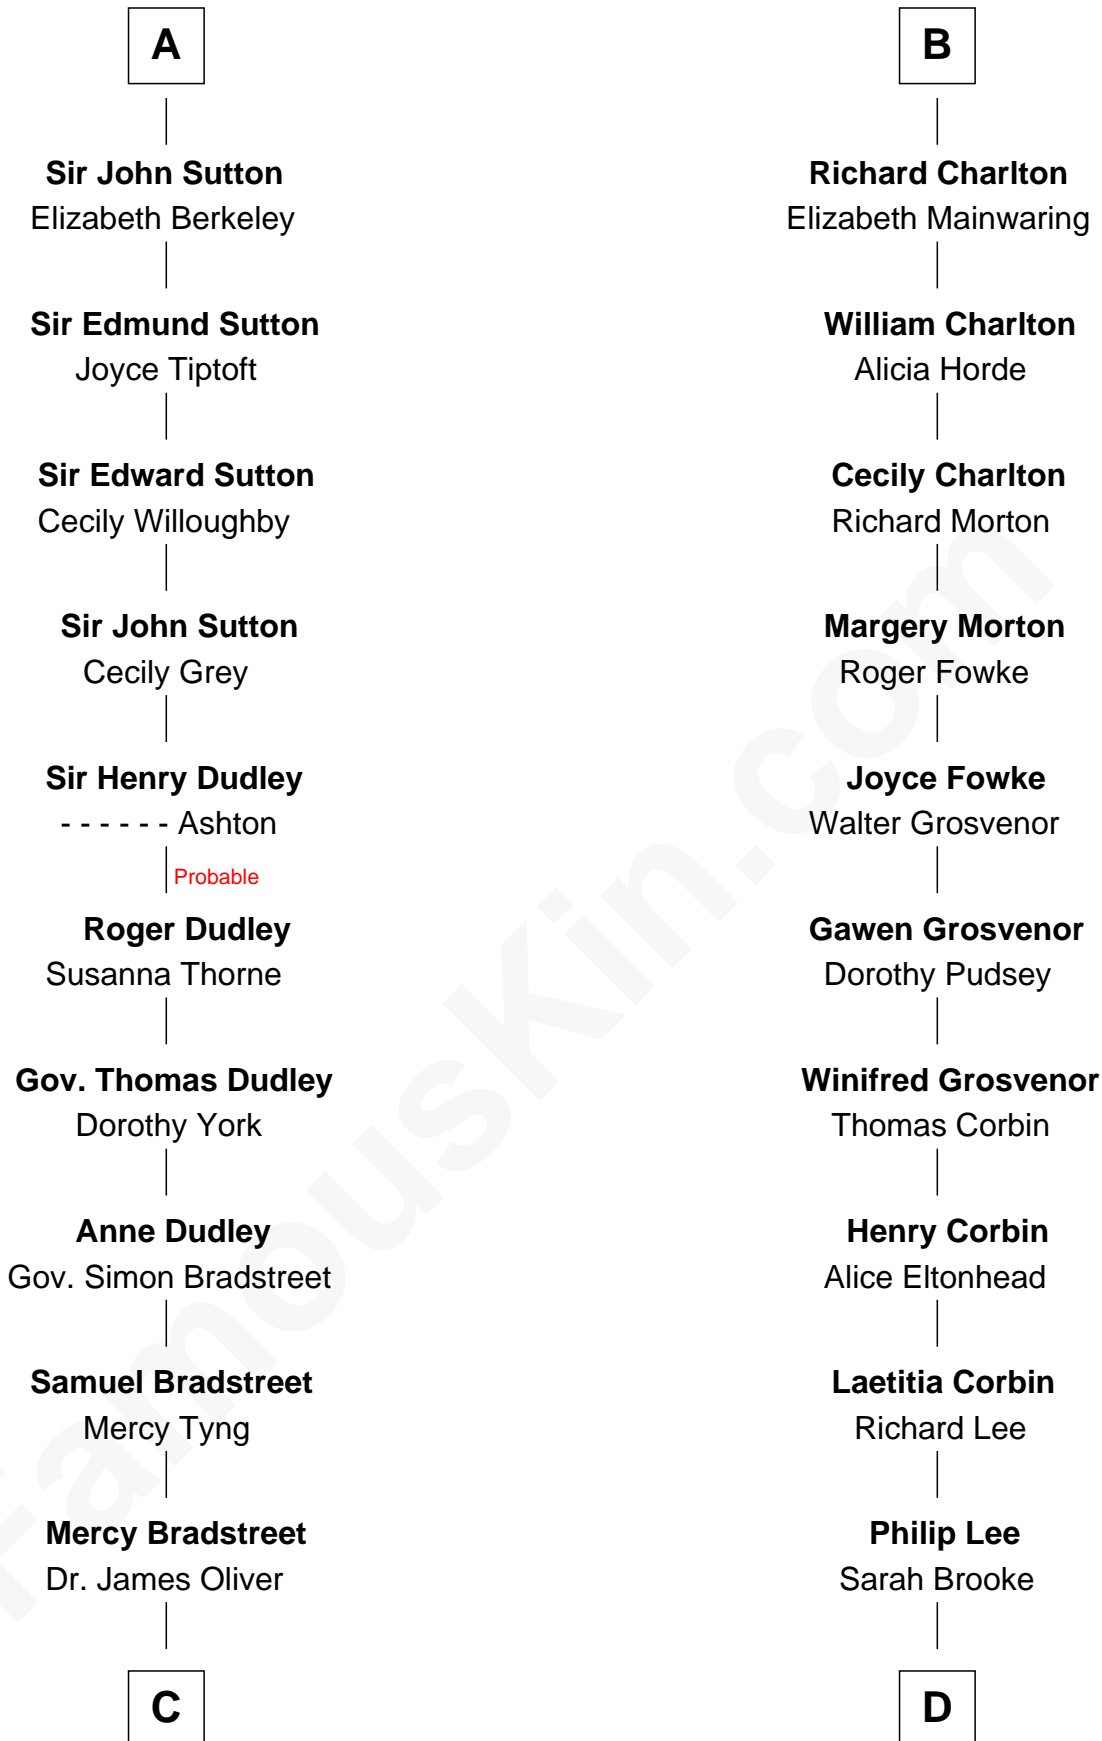 A
Sir John Sutton
Elizabeth Berkeley
Sir Edmund Sutton
Joyce Tiptoft
Sir Edward Sutton
Cecily Willoughby
Sir John Sutton
Cecily Grey
Sir Henry Dudley
- - - - - - Ashton
Probable
Roger Dudley
Susanna Thorne
Gov. Thomas Dudley
Dorothy York
Anne Dudley
Gov. Simon Bradstreet
Samuel Bradstreet
Mercy Tyng
Mercy Bradstreet
Dr. James Oliver
C
B
Richard Charlton
Elizabeth Mainwaring
William Charlton
Alicia Horde
Cecily Charlton
Richard Morton
Margery Morton
Roger Fowke
Joyce Fowke
Walter Grosvenor
Gawen Grosvenor
Dorothy Pudsey
Winifred Grosvenor
Thomas Corbin
Henry Corbin
Alice Eltonhead
Laetitia Corbin
Richard Lee
Philip Lee
Sarah Brooke
D
FamousKin.com